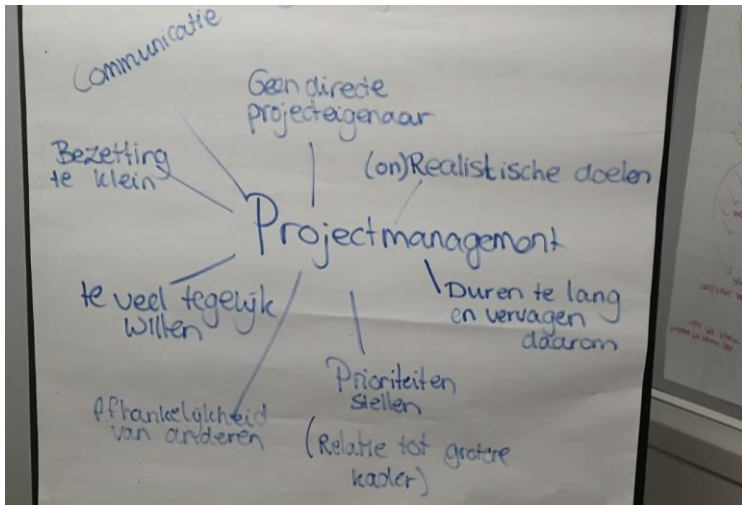 Communicatie
Geen directe
projecteigenaar
Bezetting
te klein
(on)Realistische doelen
Projectmanagement
te veel tegelijk
willen
Duren te lang
en vervagen
daarom
Prioriteiten
stellen
Afhankelijkheid
van anderen
(Relatie tot grotere
kader)